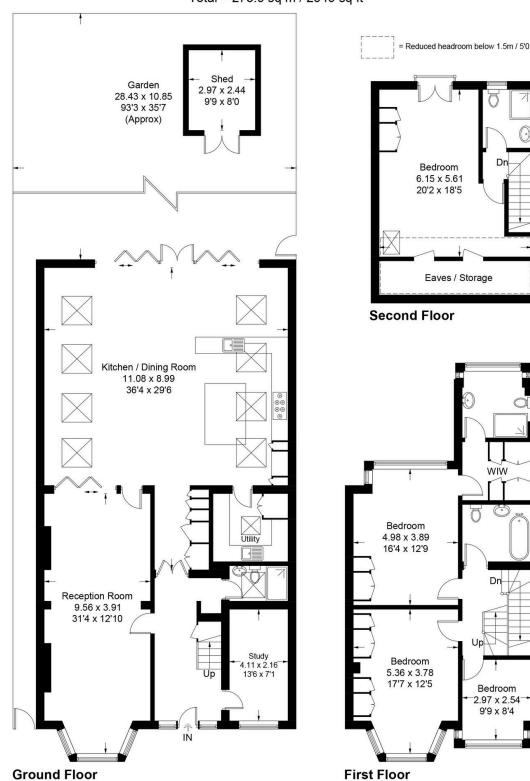 Total = 273.3 sq m / 2943 sq ft
= Reduced headroom below 1.5m / 5'0
Garden
28.43 x 10.85
93'3 x 35'7
(Approx)
Shed
2.97 x 2.44
9'9 x 8'0
Kitchen / Dining Room
11.08 x 8.99
36'4 x 29'6
Utility
Reception Room
9.56 x 3.91
31'4 x 12'10
Study
4.11 x 2.16
13'6 x 7'1
Up
IN
Ground Floor
Bedroom
6.15 x 5.61
20'2 x 18'5
Dn
Eaves / Storage
Second Floor
WIW
Bedroom
4.98 x 3.89
16'4 x 12'9
Dn
Up
Bedroom
5.36 x 3.78
17'7 x 12'5
Bedroom
2.97 x 2.54
9'9 x 8'4
First Floor